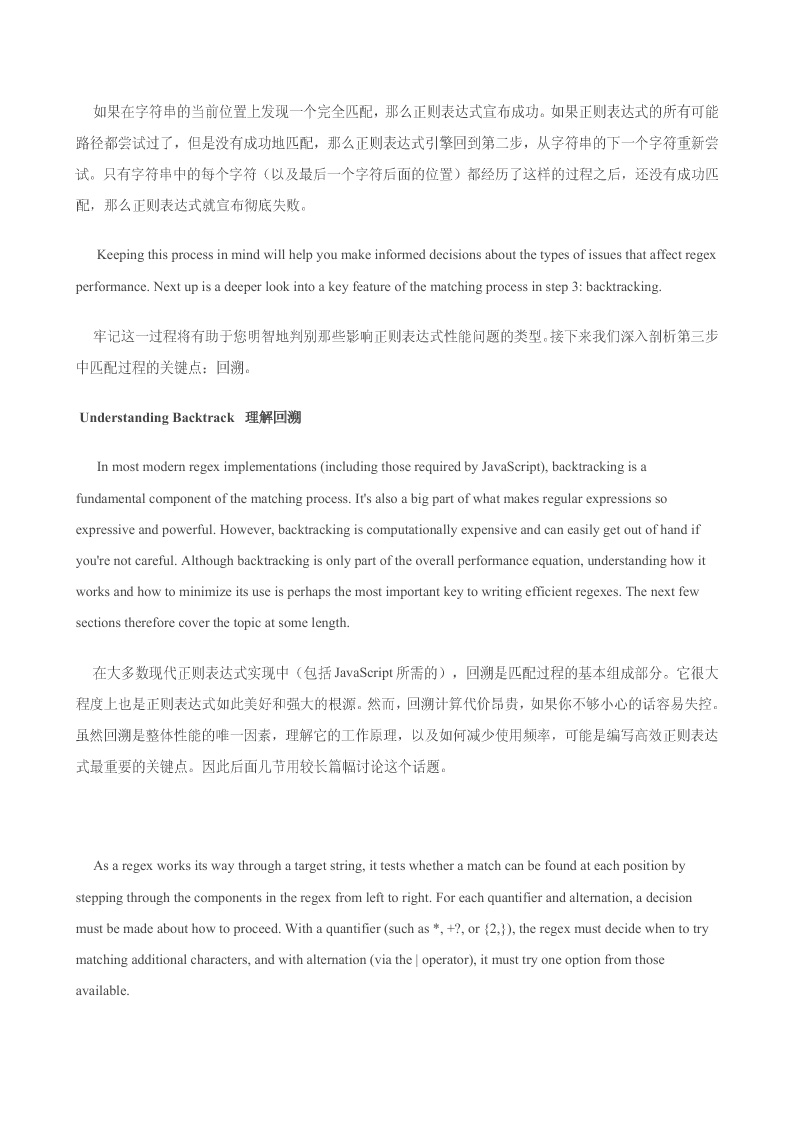 如果在字符串的当前位置上发现一个完全匹配，那么正则表达式宣布成功。如果正则表达式的所有可能
路径都尝试过了，但是没有成功地匹配，那么正则表达式引擎回到第二步，从字符串的下一个字符重新尝
试。只有字符串中的每个字符（以及最后一个字符后面的位置）都经历了这样的过程之后，还没有成功匹
配，那么正则表达式就宣布彻底失败。
Keeping this process in mind will help you make informed decisions about the types of issues that affect regex
performance. Next up is a deeper look into a key feature of the matching process in step 3: backtracking.
牢记这一过程将有助于您明智地判别那些影响正则表达式性能问题的类型。接下来我们深入剖析第三步
中匹配过程的关键点：回溯。
Understanding Backtrack 理解回溯
In most modern regex implementations (including those required by JavaScript), backtracking is a
fundamental component of the matching process. It's also a big part of what makes regular expressions so
expressive and powerful. However, backtracking is computationally expensive and can easily get out of hand if
you're not careful. Although backtracking is only part of the overall performance equation, understanding how it
works and how to minimize its use is perhaps the most important key to writing efficient regexes. The next few
sections therefore cover the topic at some length.
在大多数现代正则表达式实现中（包括 JavaScript 所需的），回溯是匹配过程的基本组成部分。它很大
程度上也是正则表达式如此美好和强大的根源。然而，回溯计算代价昂贵，如果你不够小心的话容易失控。
虽然回溯是整体性能的唯一因素，理解它的工作原理，以及如何减少使用频率，可能是编写高效正则表达
式最重要的关键点。因此后面几节用较长篇幅讨论这个话题。
As a regex works its way through a target string, it tests whether a match can be found at each position by
stepping through the components in the regex from left to right. For each quantifier and alternation, a decision
must be made about how to proceed. With a quantifier (such as *, +?, or {2,}), the regex must decide when to try
matching additional characters, and with alternation (via the | operator), it must try one option from those
available.